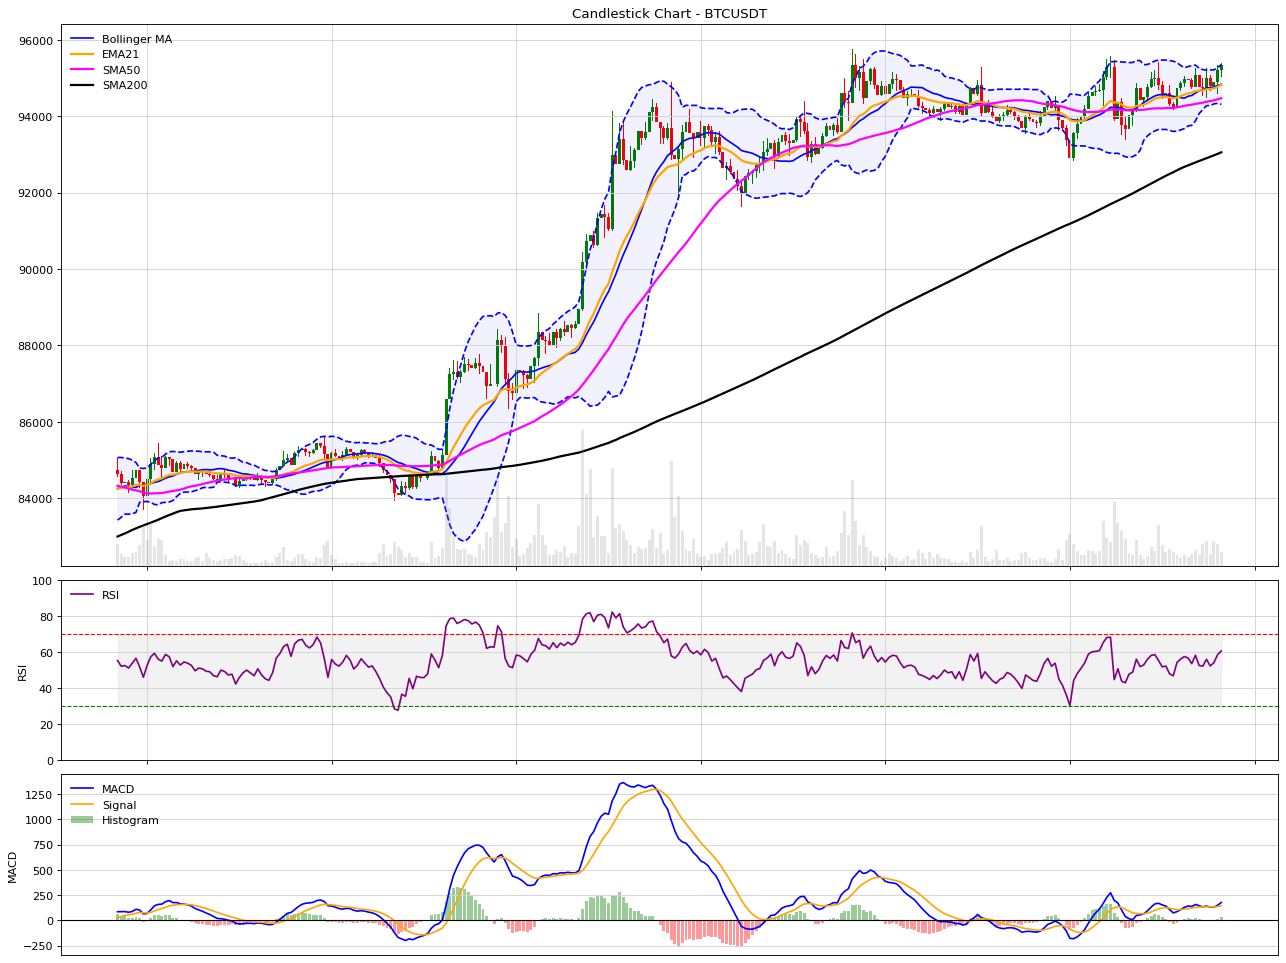 Candlestick Chart - BTCUSDT
Bollinger MA
EMA21
SMA50
SMA200
96000
94000
92000
90000
88000
86000
84000
RSI
RSI
100
80
60
40
20
0
MACD
Signal
Histogram
MACD
1250
1000
750
500
250
0
−250